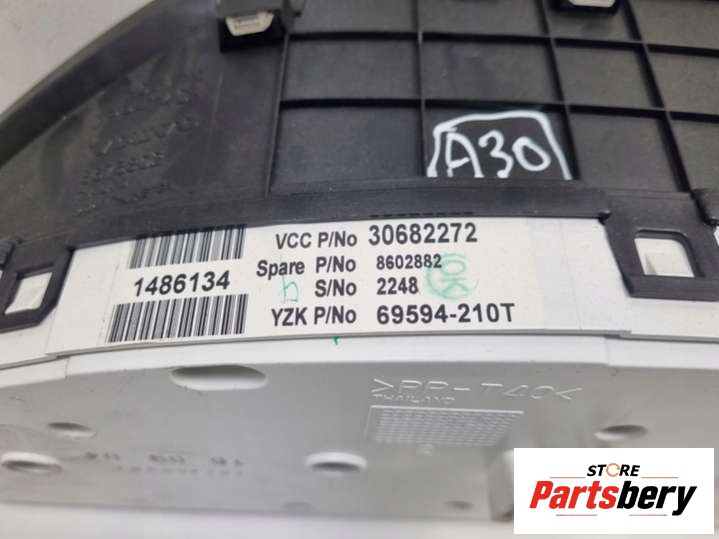 A30
VCC P/No 30682272
1486134
Spare P/No 8602882
OK
S/No 2248
YZK P/No 69594-210T
>PP-T40<
THAILAND
STORE
Partsbery